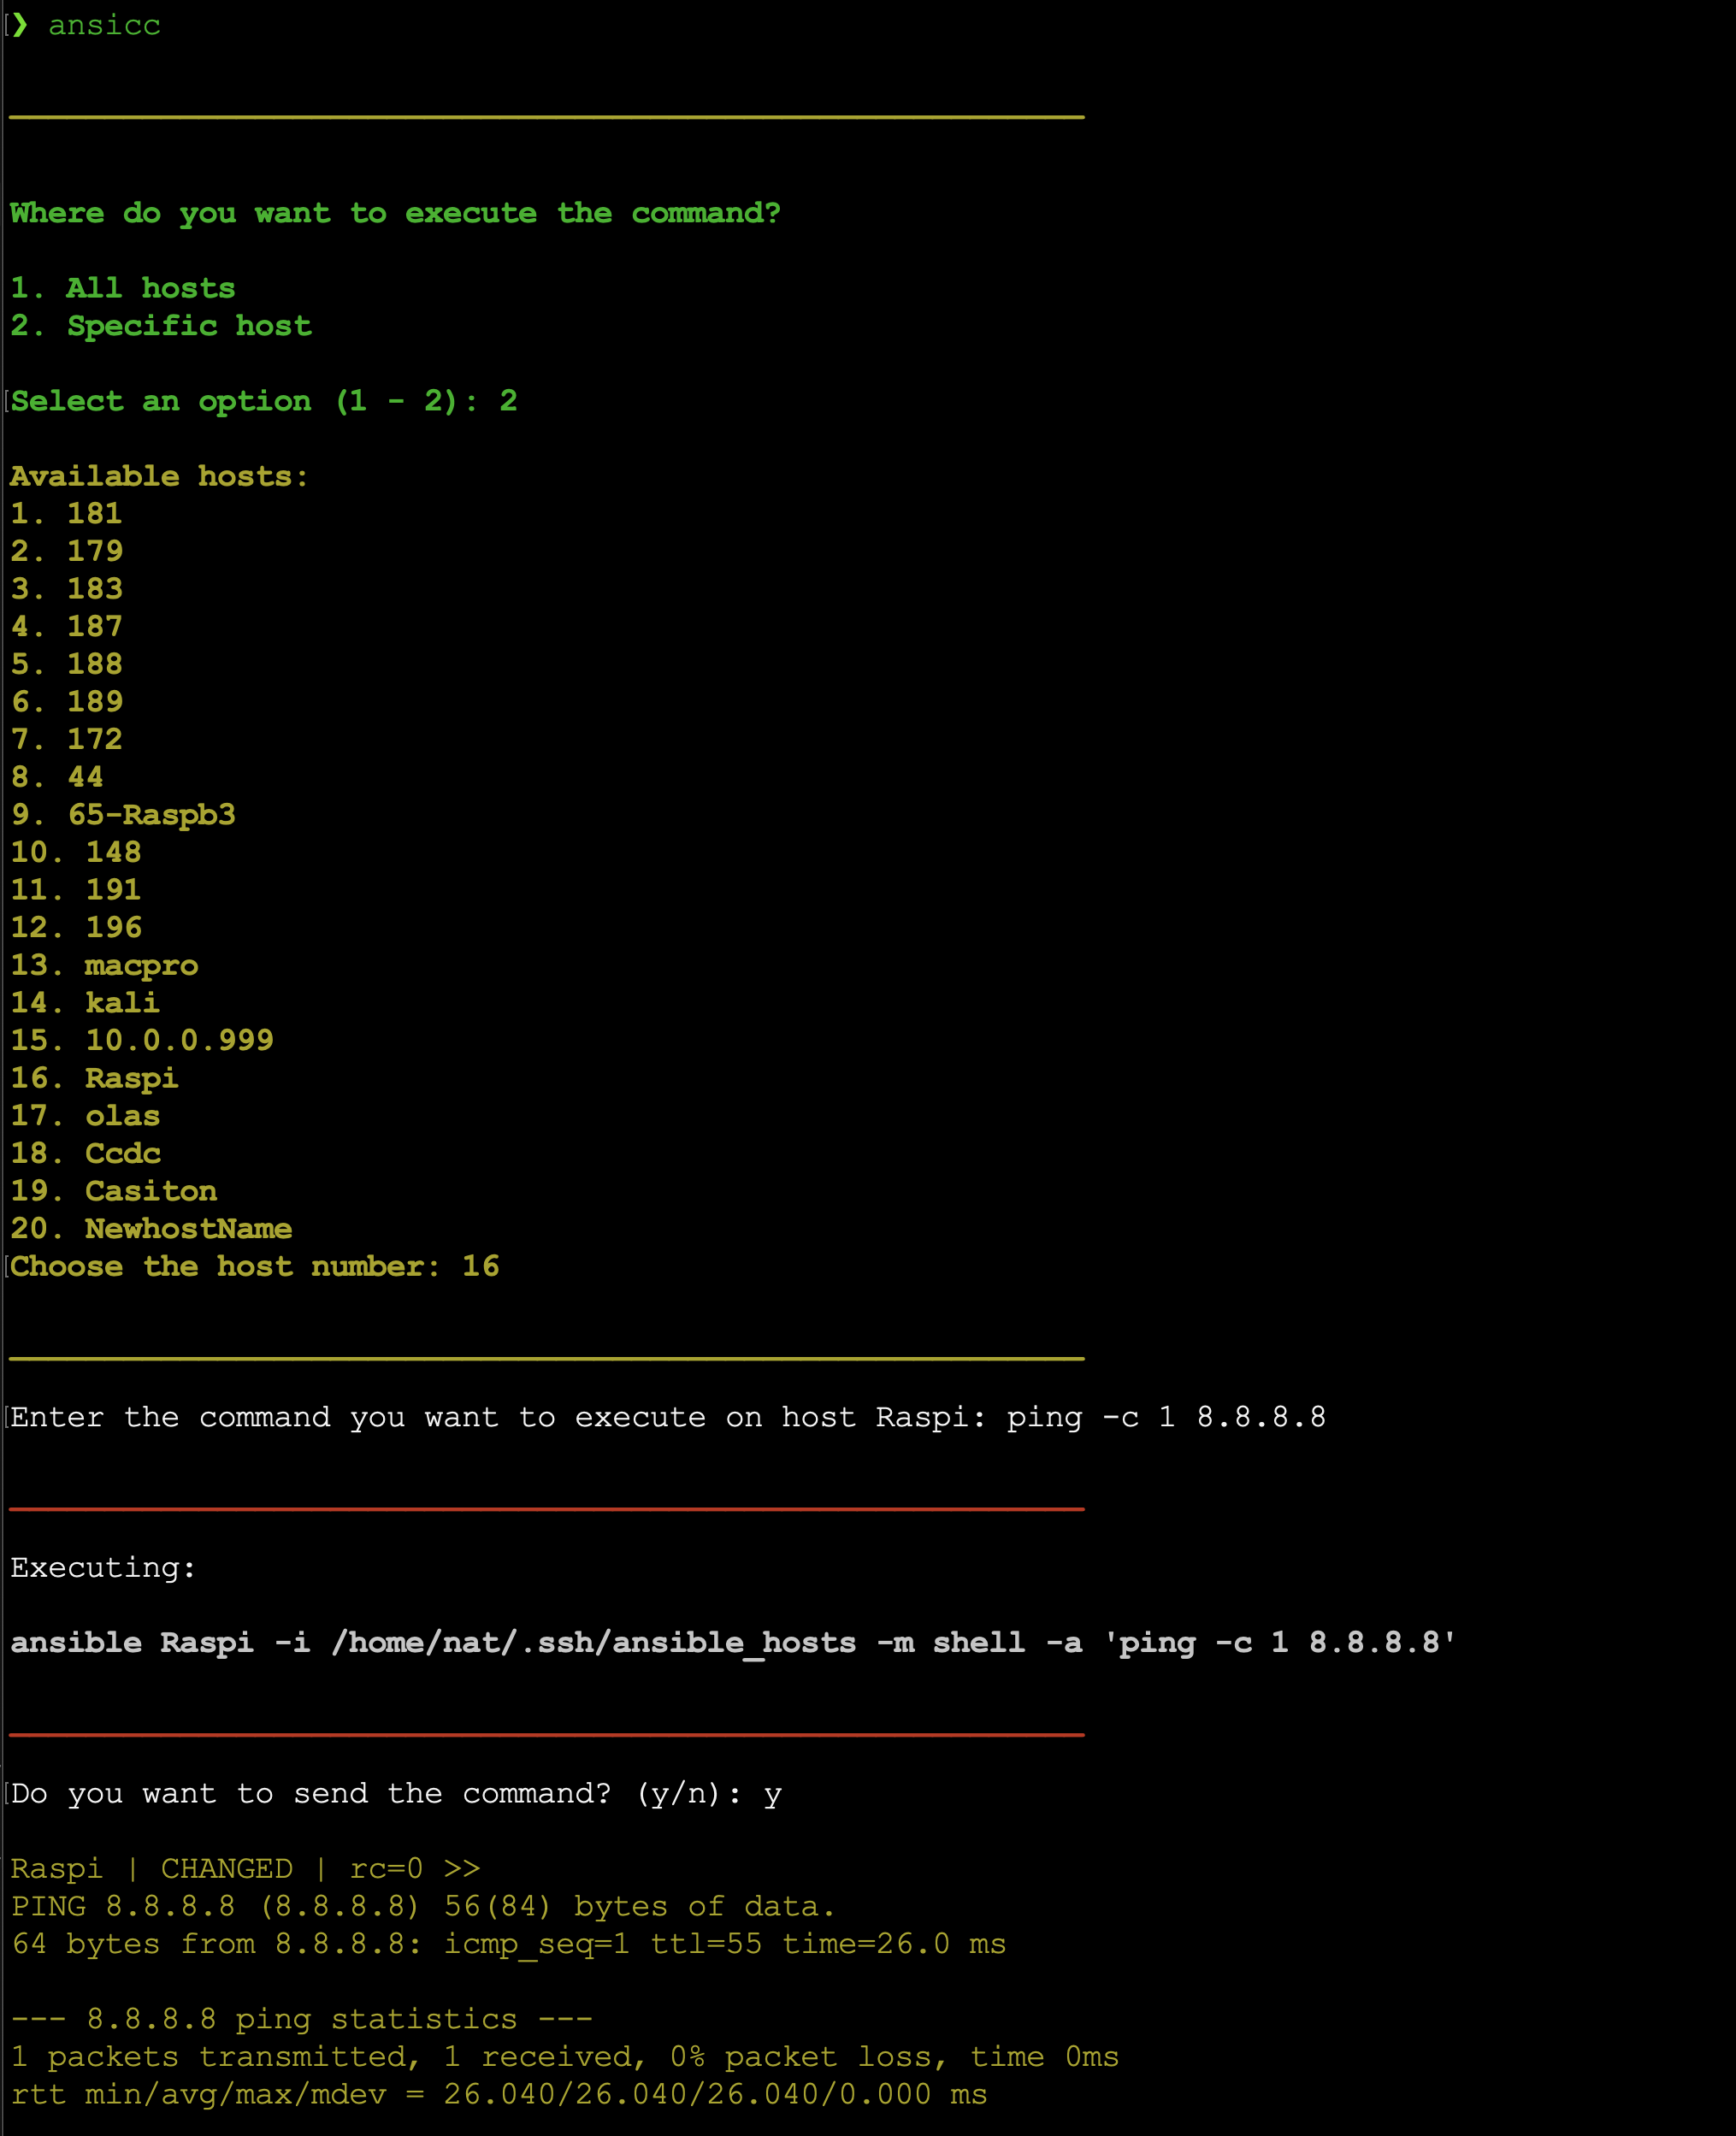 ❯ ansicc
Where do you want to execute the command?
1. All hosts
2. Specific host
Select an option (1 - 2): 2
Available hosts:
1. 181
2. 179
3. 183
4. 187
5. 188
6. 189
7. 172
8. 44
9. 65-Raspb3
10. 148
11. 191
12. 196
13. macpro
14. kali
15. 10.0.0.999
16. Raspi
17. olas
18. Ccdc
19. Casiton
20. NewhostName
Choose the host number: 16
Enter the command you want to execute on host Raspi: ping -c 1 8.8.8.8
Executing:
ansible Raspi -i /home/nat/.ssh/ansible_hosts -m shell -a 'ping -c 1 8.8.8.8'
Do you want to send the command? (y/n): y
Raspi | CHANGED | rc=0 >>
PING 8.8.8.8 (8.8.8.8) 56(84) bytes of data.
64 bytes from 8.8.8.8: icmp_seq=1 ttl=55 time=26.0 ms
--- 8.8.8.8 ping statistics ---
1 packets transmitted, 1 received, 0% packet loss, time 0ms
rtt min/avg/max/mdev = 26.040/26.040/26.040/0.000 ms